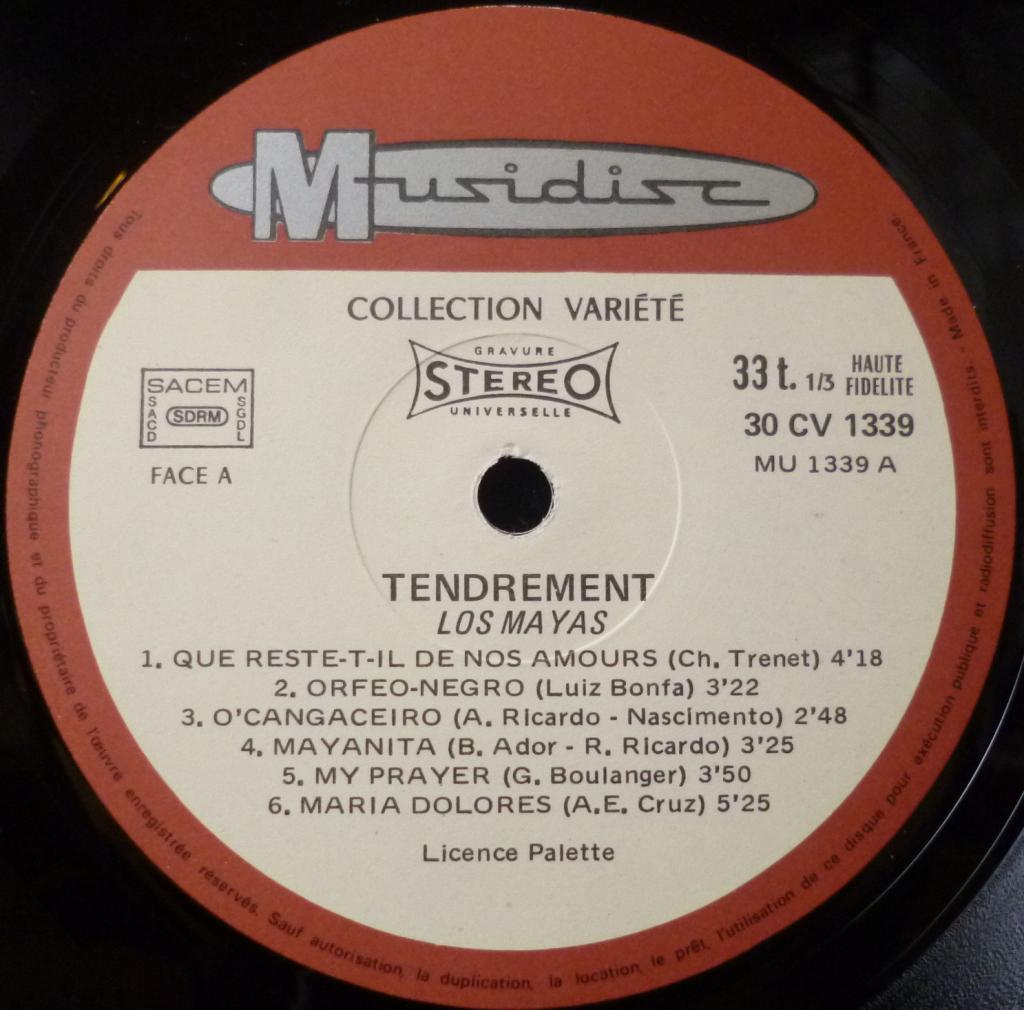 Musidisc
COLLECTION VARIÉTÉ
GRAVURE
STEREO
UNIVERSELLE
SACEM
SACD
SDRM
SGDL
FACE A
33 t. 1/3 HAUTE FIDELITE
30 CV 1339
MU 1339 A
TENDREMENT
LOS MAYAS
1. QUE RESTE-T-IL DE NOS AMOURS (Ch. Trenet) 4'18
2. ORFEO-NEGRO (Luiz Bonfa) 3'22
3. O'CANGACEIRO (A. Ricardo - Nascimento) 2'48
4. MAYANITA (B. Ador - R. Ricardo) 3'25
5. MY PRAYER (G. Boulanger) 3'50
6. MARIA DOLORES (A.E. Cruz) 5'25
Licence Palette
Tous droits du producteur phonographique et du propriétaire de l'œuvre enregistrée réservés. Sauf autorisation, la duplication, la location, le prêt, l'utilisation de ce disque pour exécution publique et radiodiffusion sont interdits. - Made in France.